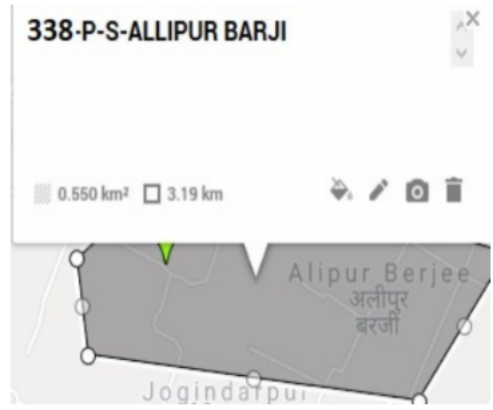 338-P-S-ALLIPUR BARJI
0.550 km² 3.19 km
Alipur Berjee
अलीपुर
बरजी
Jogindarpur